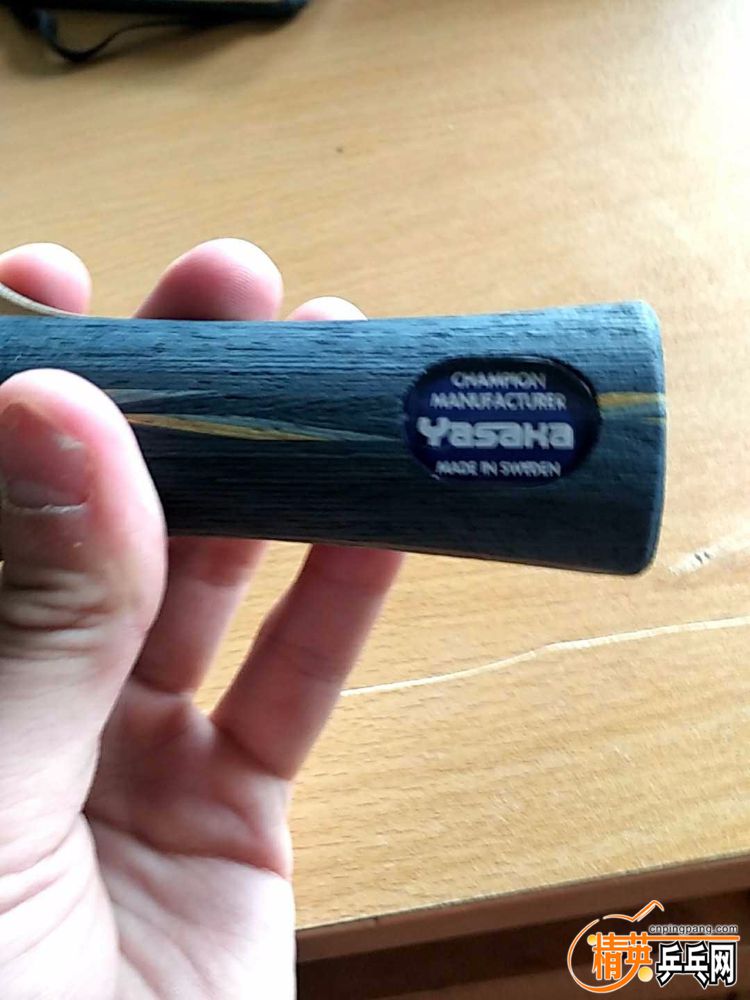 CHAMPION
MANUFACTURER
Yasaka
MADE IN SWEDEN
cnpingpang.com
精英乒乓网